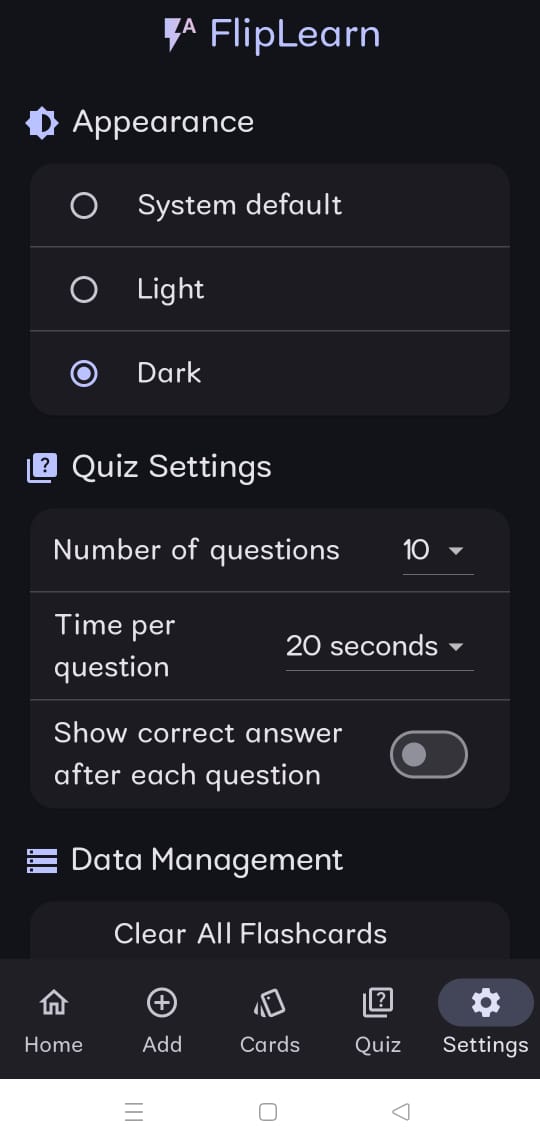 FlipLearn
Appearance
System default
Light
Dark
Quiz Settings
Number of questions 10
Time per
question
20 seconds
Show correct answer
after each question
Data Management
Clear All Flashcards
Home Add Cards Quiz Settings